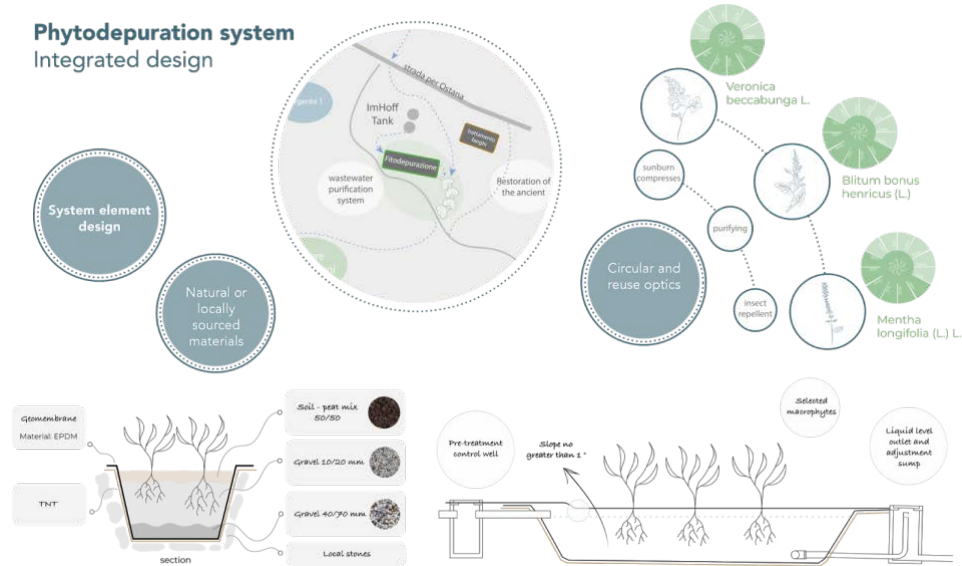 Phytodepuration system
Integrated design
System element
design
Natural or
locally
sourced
materials
strada per Ostana
ImHoff
Tank
trattamento
fanghi
Fitodepurazione
wastewater
purification
system
Restoration of
the ancient
Veronica
beccabunga L.
sunburn
compresses
Blitum bonus
henricus (L.)
purifying
Circular and
reuse optics
insect
repellent
Mentha
longifolia (L.) L.
Geomembrane
Material: EPDM
TNT
Soil - peat mix
50/50
Gravel 10/20 mm
Gravel 40/70 mm
Local stones
section
Pre-treatment
control well
Slope no
greater than 1 °
Selected
macrophytes
Liquid level
outlet and
adjustment
sump